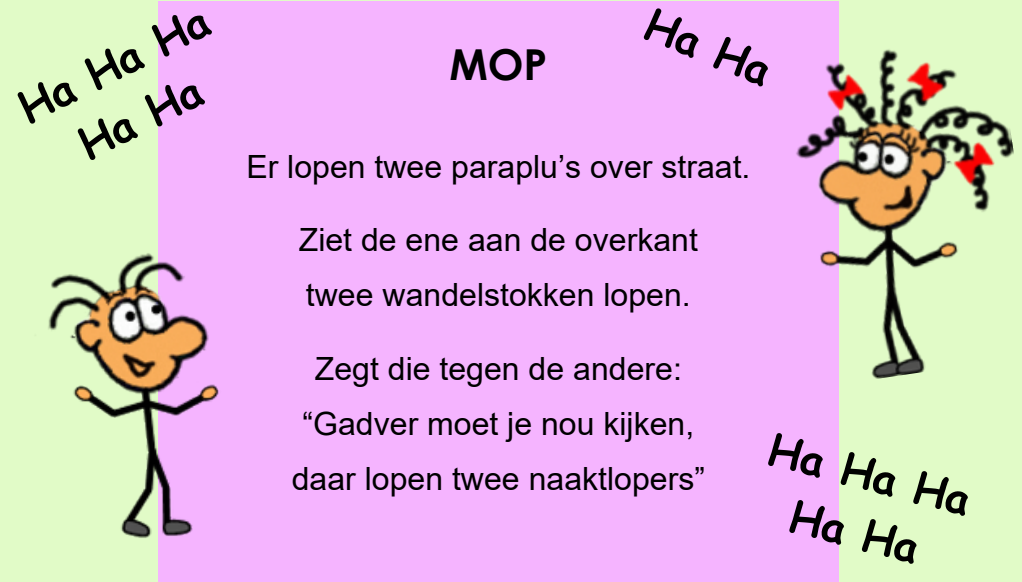 Ha Ha Ha
Ha Ha
Ha Ha
MOP
Er lopen twee paraplu’s over straat.
Ziet de ene aan de overkant
twee wandelstokken lopen.
Zegt die tegen de andere:
“Gadver moet je nou kijken,
daar lopen twee naaktlopers”
Ha Ha Ha
Ha Ha